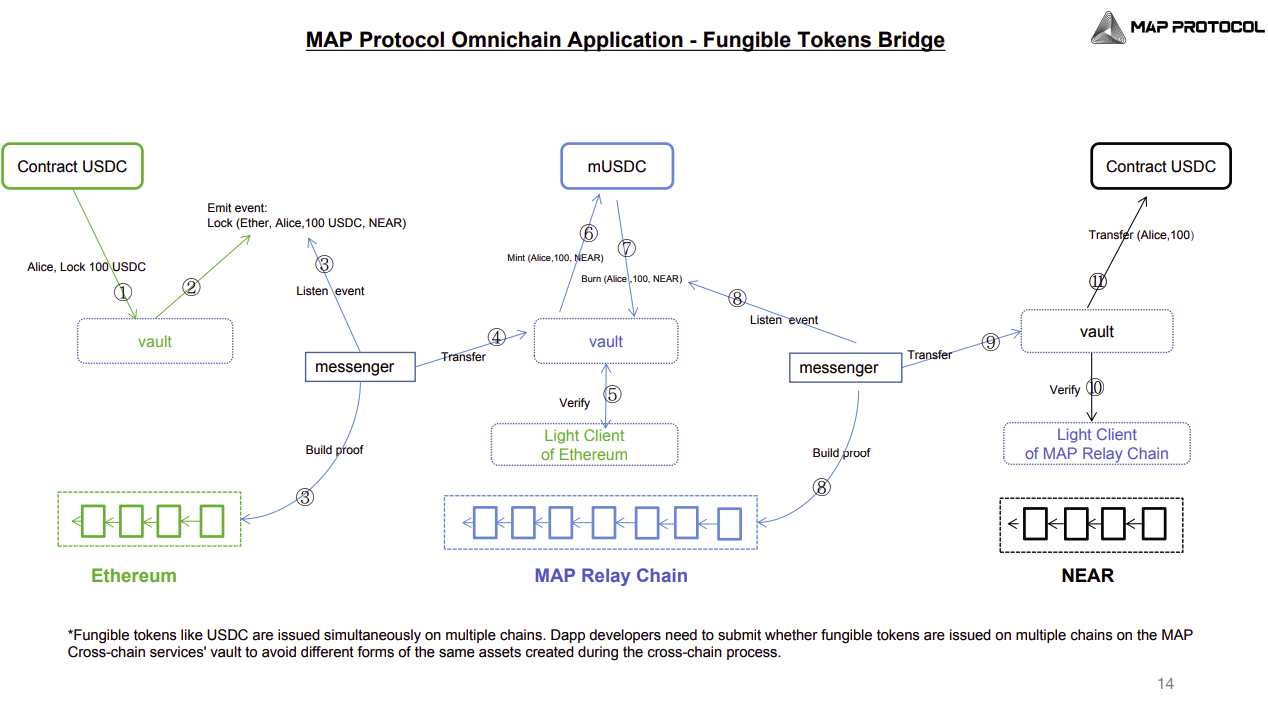 MAP Protocol Omnichain Application - Fungible Tokens Bridge
MAP PROTOCOL
Contract USDC
mUSDC
Contract USDC
Emit event:
Lock (Ether, Alice,100 USDC, NEAR)
Alice, Lock 100 USDC
①
②
③
Listen event
vault
messenger
④
Transfer
⑥
Mint (Alice,100, NEAR)
⑦
Burn (Alice ,100, NEAR)
vault
⑤
Verify
Light Client
of Ethereum
⑧
Listen event
messenger
⑨
Transfer
Transfer (Alice,100)
⑪
vault
Verify
⑩
Light Client
of MAP Relay Chain
Build proof
③
Build proof
⑧
Ethereum
MAP Relay Chain
NEAR
*Fungible tokens like USDC are issued simultaneously on multiple chains. Dapp developers need to submit whether fungible tokens are issued on multiple chains on the MAP
Cross-chain services' vault to avoid different forms of the same assets created during the cross-chain process.
14